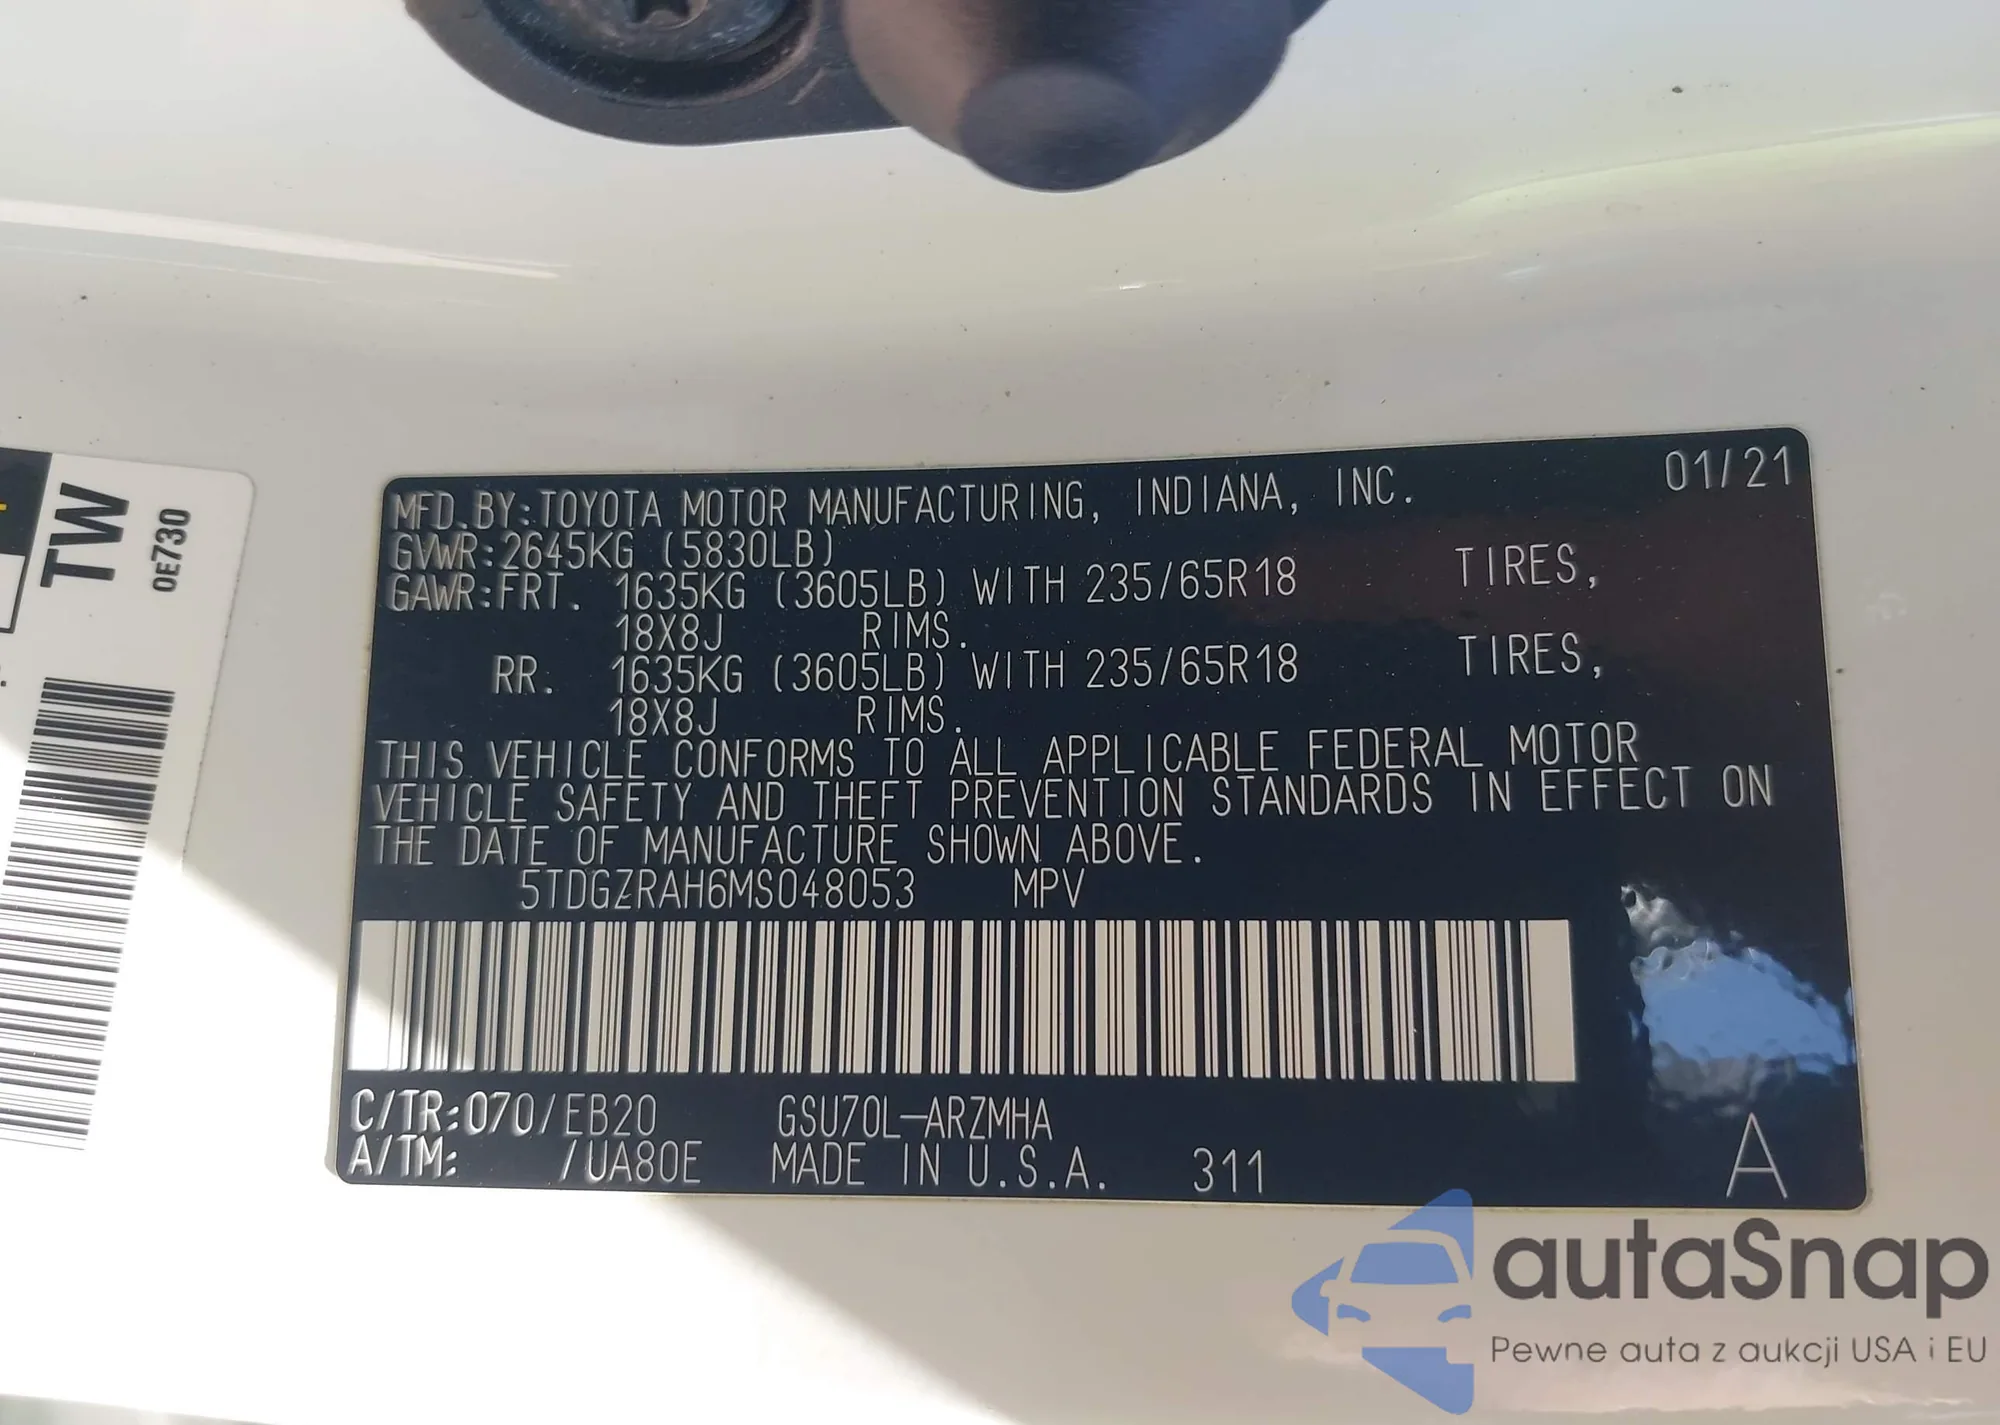 TW
0E730
MFD.BY:TOYOTA MOTOR MANUFACTURING, INDIANA, INC. 01/21
GVWR:2645KG (5830LB)
GAWR:FRT. 1635KG (3605LB) WITH 235/65R18 TIRES,
18X8J RIMS.
RR. 1635KG (3605LB) WITH 235/65R18 TIRES,
18X8J RIMS.
THIS VEHICLE CONFORMS TO ALL APPLICABLE FEDERAL MOTOR
VEHICLE SAFETY AND THEFT PREVENTION STANDARDS IN EFFECT ON
THE DATE OF MANUFACTURE SHOWN ABOVE.
5TDGZRAH6MS048053 MPV
C/TR:070/EB20 GSU70L-ARZMHA
A/TM: /UA80E MADE IN U.S.A. 311 A
autaSnap
Pewne auta z aukcji USA i EU